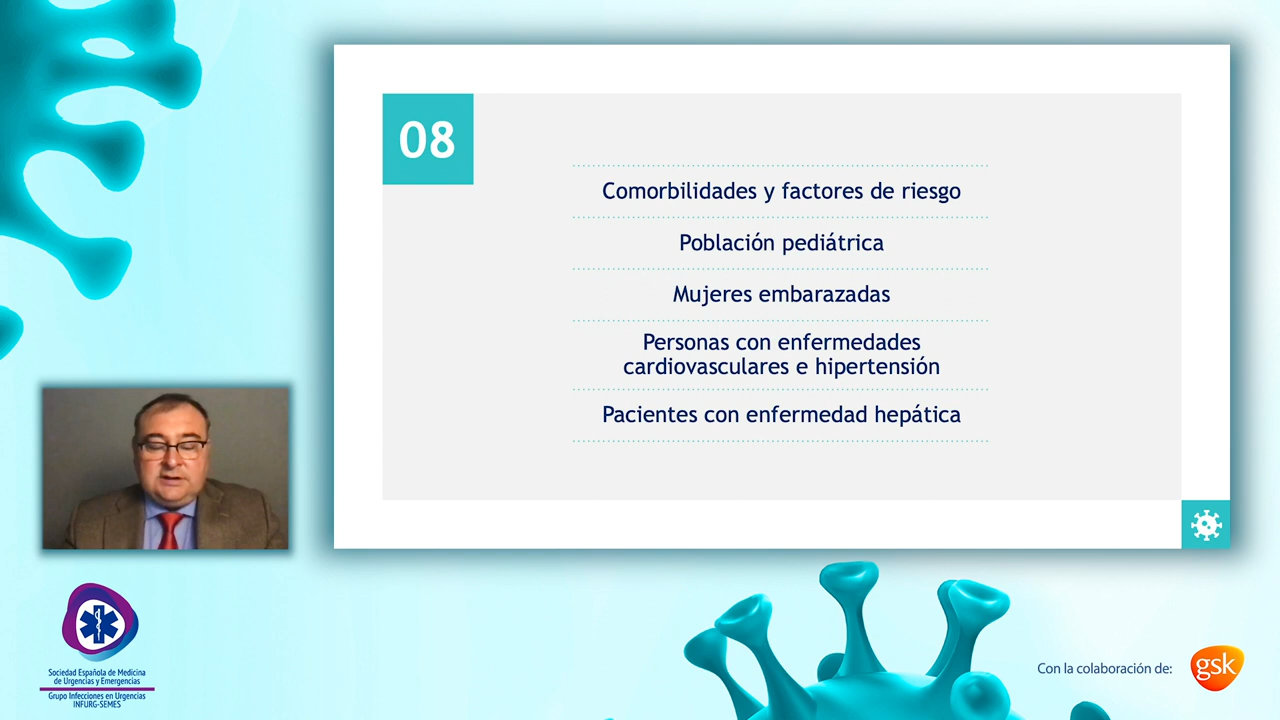 08
Comorbilidades y factores de riesgo
Población pediátrica
Mujeres embarazadas
Personas con enfermedades
cardiovasculares e hipertensión
Pacientes con enfermedad hepática
Sociedad Española de Medicina
de Urgencias y Emergencias
Grupo Infecciones en Urgencias
INFURG-SEMES
Con la colaboración de:
gsk